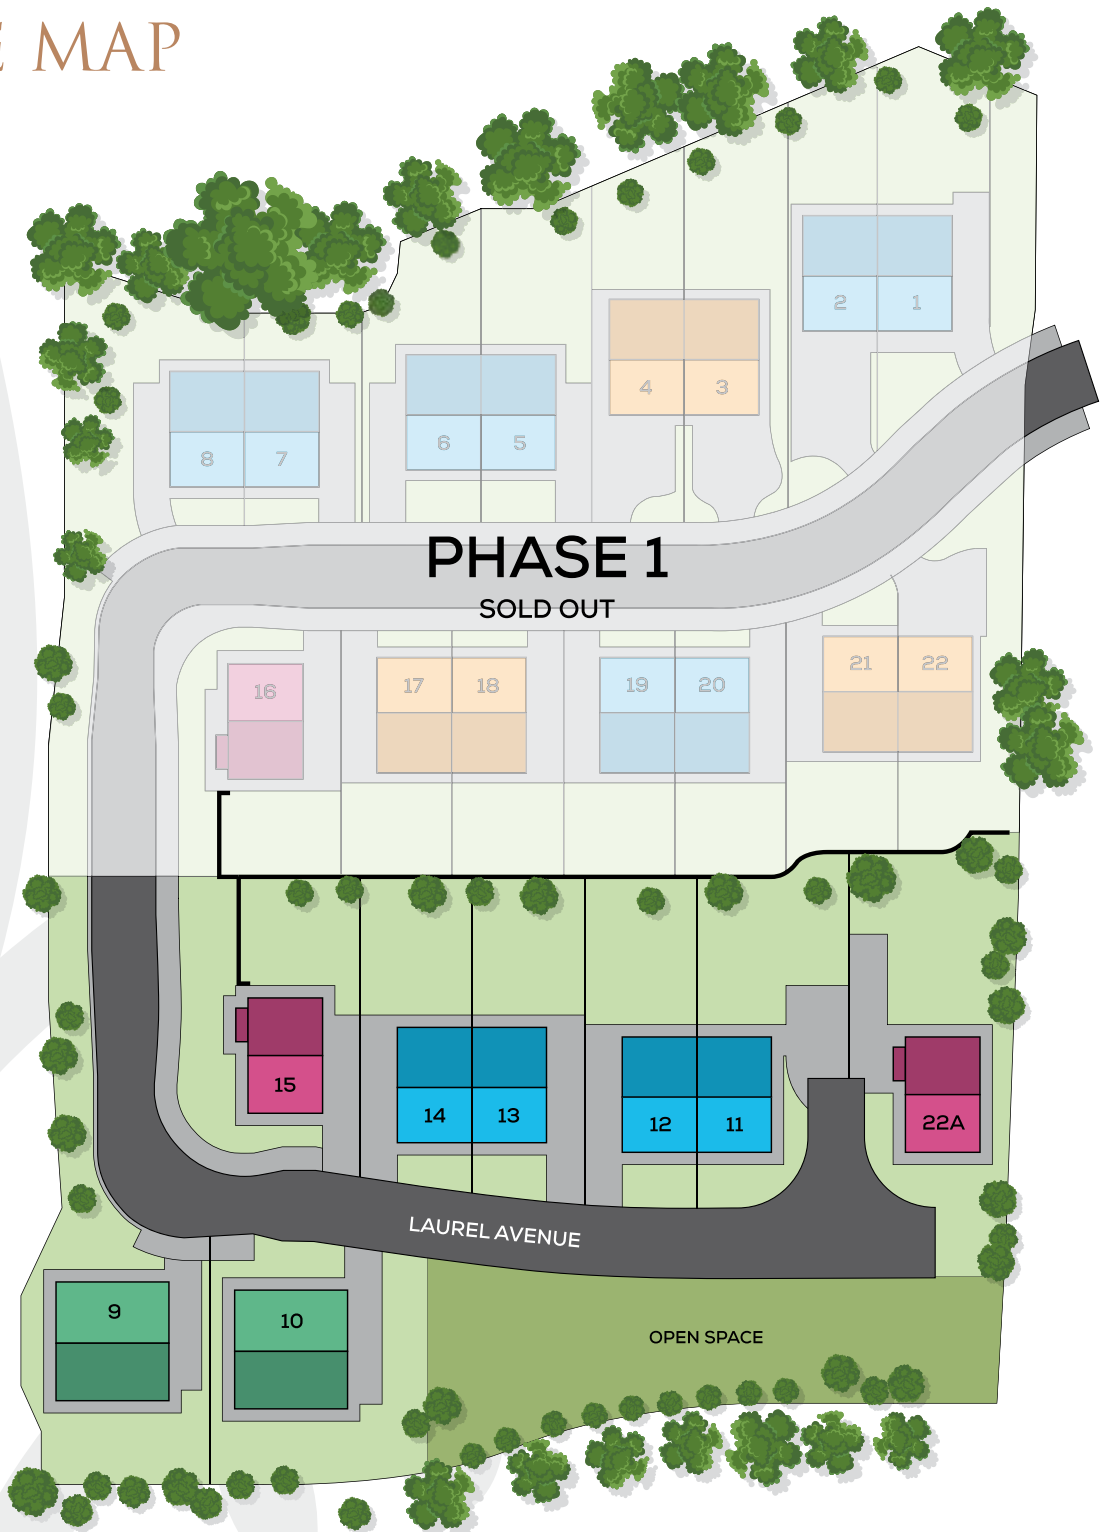 E MAP
2 1
4 3
6 5
8 7
PHASE 1
SOLD OUT
21 22
16 17 18 19 20
15
14 13
12 11
22A
LAUREL AVENUE
9
10
OPEN SPACE